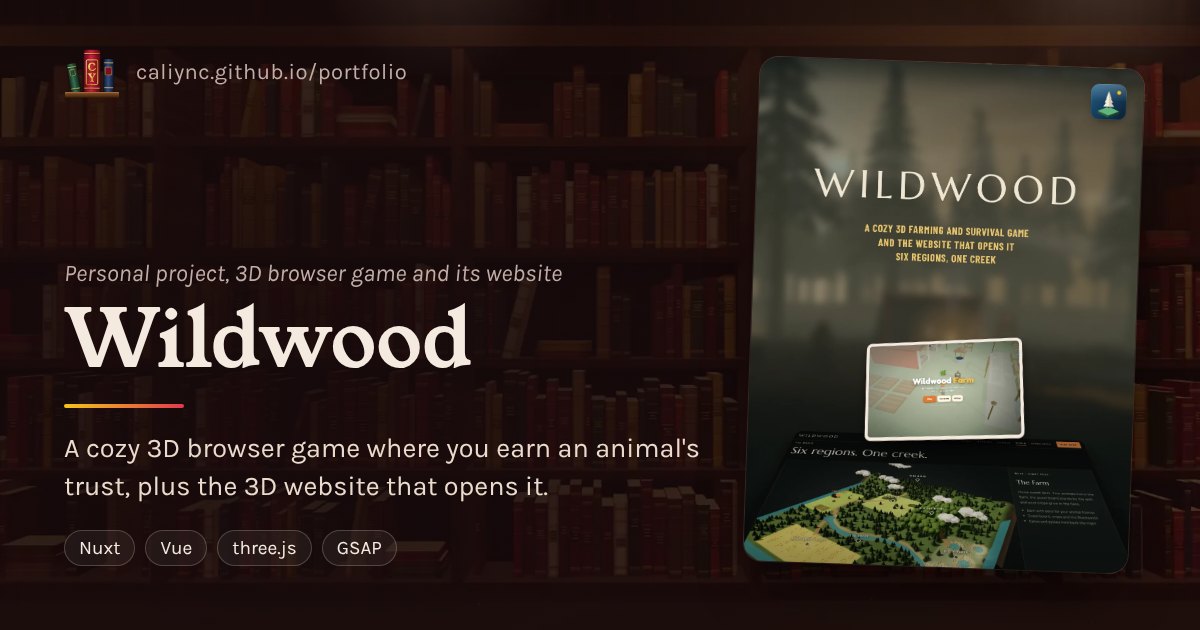 CY
caliync.github.io/portfolio
Personal project, 3D browser game and its website
Wildwood
A cozy 3D browser game where you earn an animal's
trust, plus the 3D website that opens it.
Nuxt
Vue
three.js
GSAP
WILDWOOD
A COZY 3D FARMING AND SURVIVAL GAME
AND THE WEBSITE THAT OPENS IT
SIX REGIONS, ONE CREEK
Wildwood Farm
WILDWOOD
Six regions. One creek.
The Farm